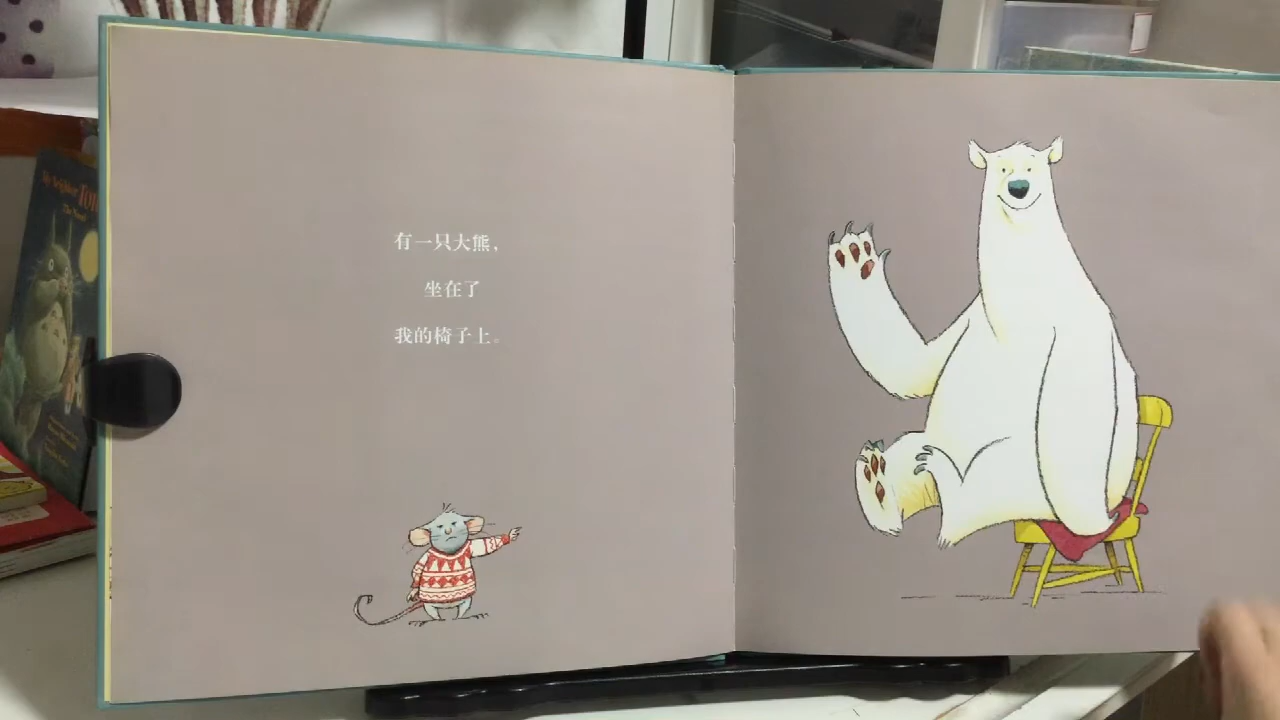 有一只大熊，
坐在了
我的椅子上。